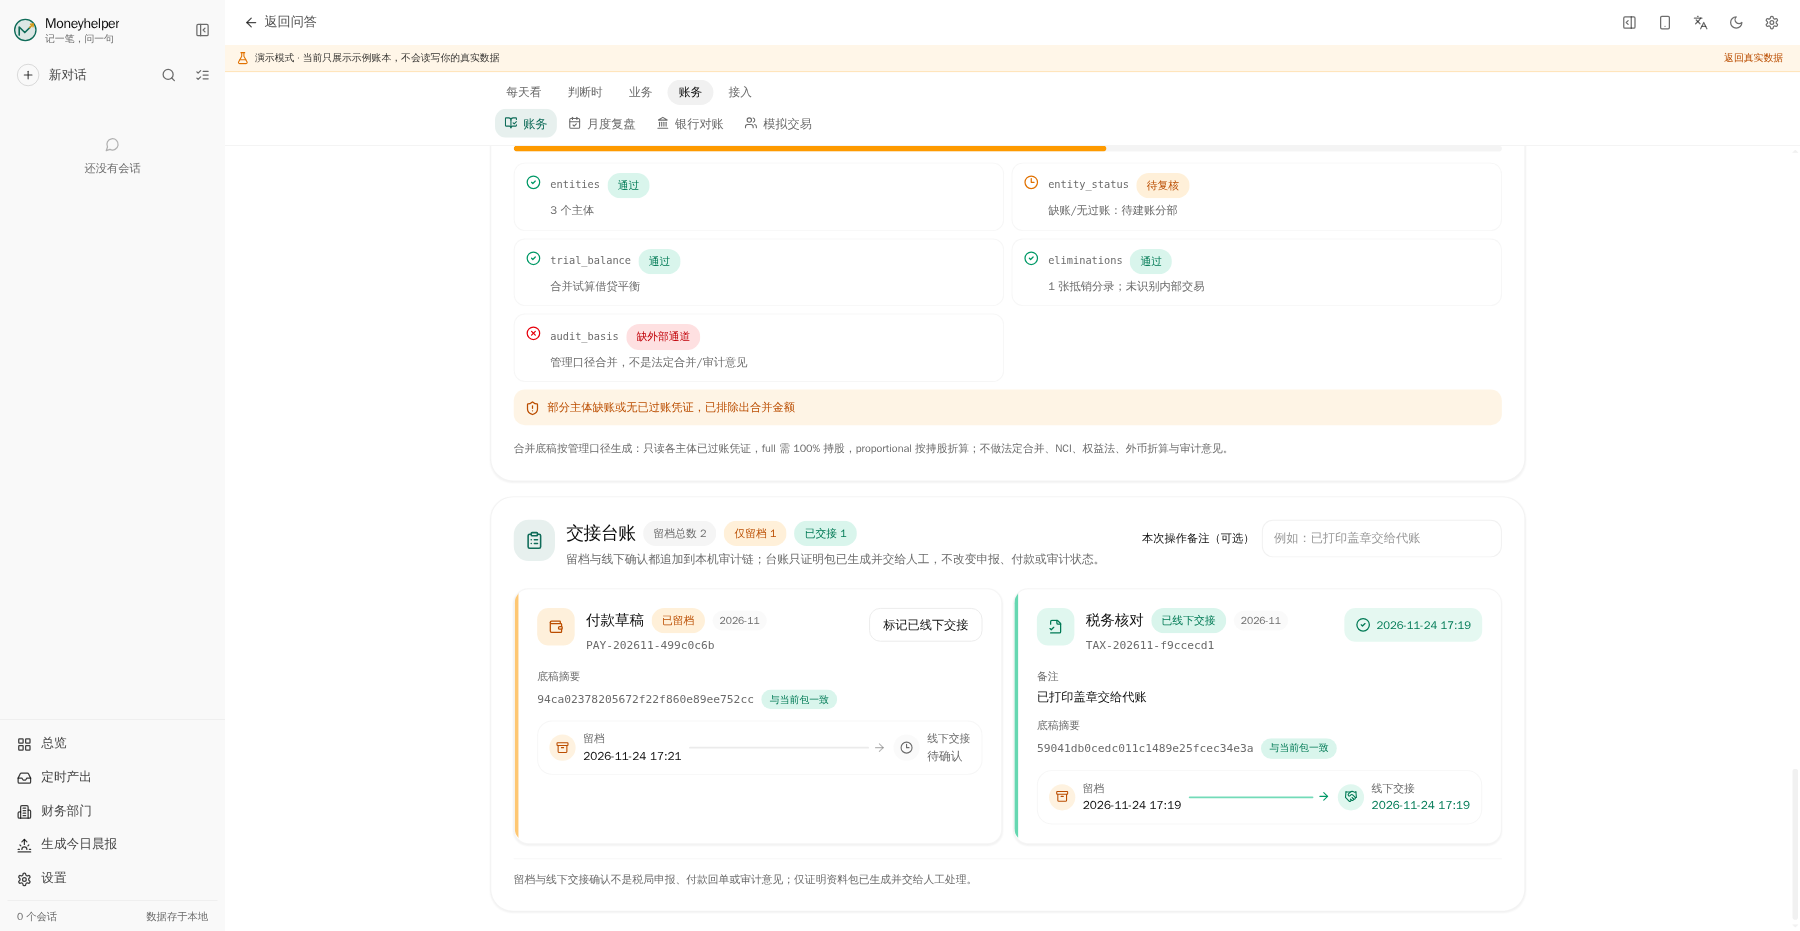 Moneyhelper
记一笔，问一句
新对话
还没有会话
总览
定时产出
财务部门
生成今日晨报
设置
0 个会话
数据存于本地
返回问答
演示模式 · 当前只展示示例账本，不会读写你的真实数据
返回真实数据
每天看
判断时
业务
账务
接入
账务
月度复盘
银行对账
模拟交易
entities 通过
3 个主体
entity_status 待复核
缺账/无过账：待建账分部
trial_balance 通过
合并试算借贷平衡
eliminations 通过
1 张抵销分录；未识别内部交易
audit_basis 缺外部通道
管理口径合并，不是法定合并/审计意见
部分主体缺账或无已过账凭证，已排除出合并金额
合并底稿按管理口径生成：只读各主体已过账凭证，full 需 100% 持股，proportional 按持股折算；不做法定合并、NCI、权益法、外币折算与审计意见。
交接台账 留档总数 2 仅留档 1 已交接 1
留档与线下确认都追加到本机审计链；台账只证明包已生成并交给人工，不改变申报、付款或审计状态。
本次操作备注（可选）
例如：已打印盖章交给代账
付款草稿 已留档 2026-11
PAY-202611-499c0c6b
标记已线下交接
底稿摘要
94ca02378205672f22f860e89ee752cc 与当前包一致
留档
2026-11-24 17:21
线下交接
待确认
税务核对 已线下交接 2026-11
TAX-202611-f9ccecd1
2026-11-24 17:19
备注
已打印盖章交给代账
底稿摘要
59041db0cedc011c1489e25fcec34e3a 与当前包一致
留档
2026-11-24 17:19
线下交接
2026-11-24 17:19
留档与线下交接确认不是税局申报、付款回单或审计意见；仅证明资料包已生成并交给人工处理。